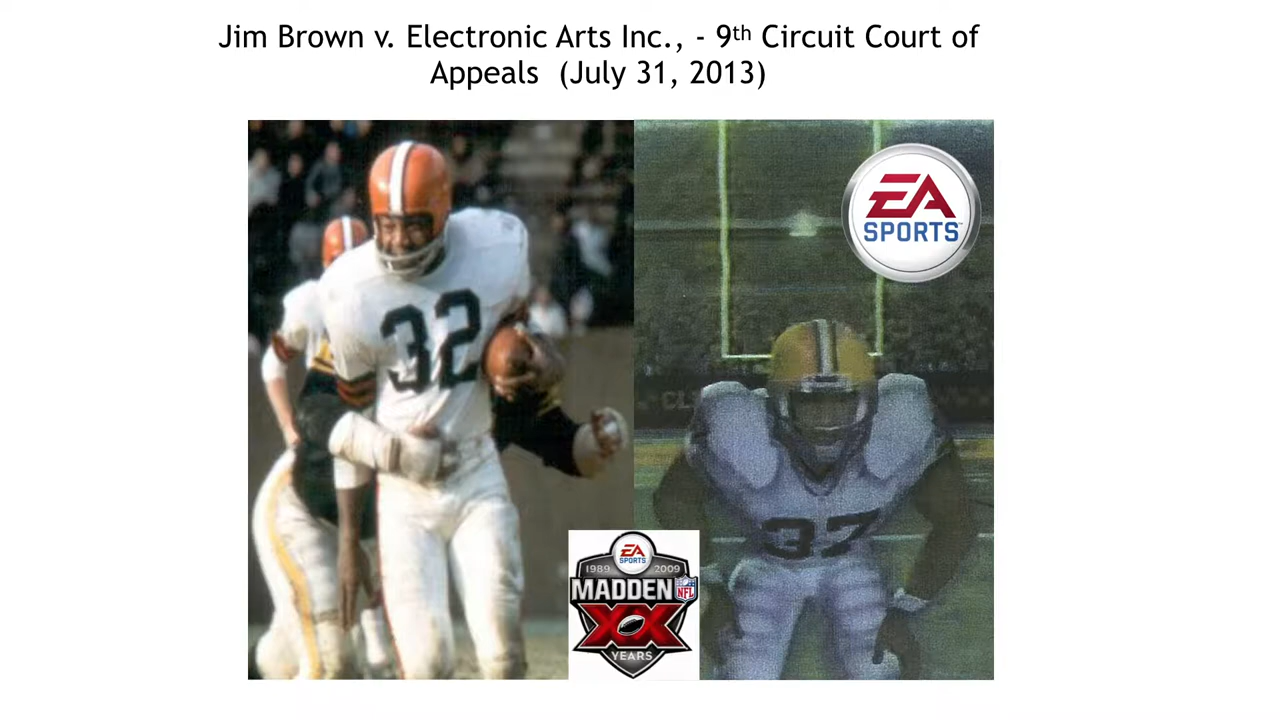 Jim Brown v. Electronic Arts Inc., - 9th Circuit Court of
Appeals  (July 31, 2013)
32
EA
SPORTS
37
EA
SPORTS
1989 2009
MADDEN NFL
XX
YEARS